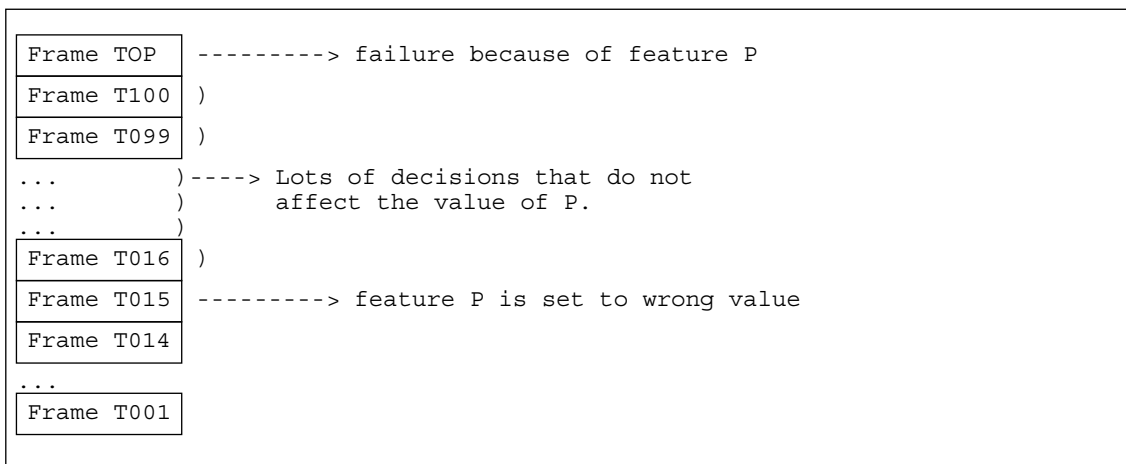 Frame TOP ---------> failure because of feature P
Frame T100 )
Frame T099 )
... )----> Lots of decisions that do not
... ) affect the value of P.
... )
Frame T016 )
Frame T015 ---------> feature P is set to wrong value
Frame T014
...
Frame T001